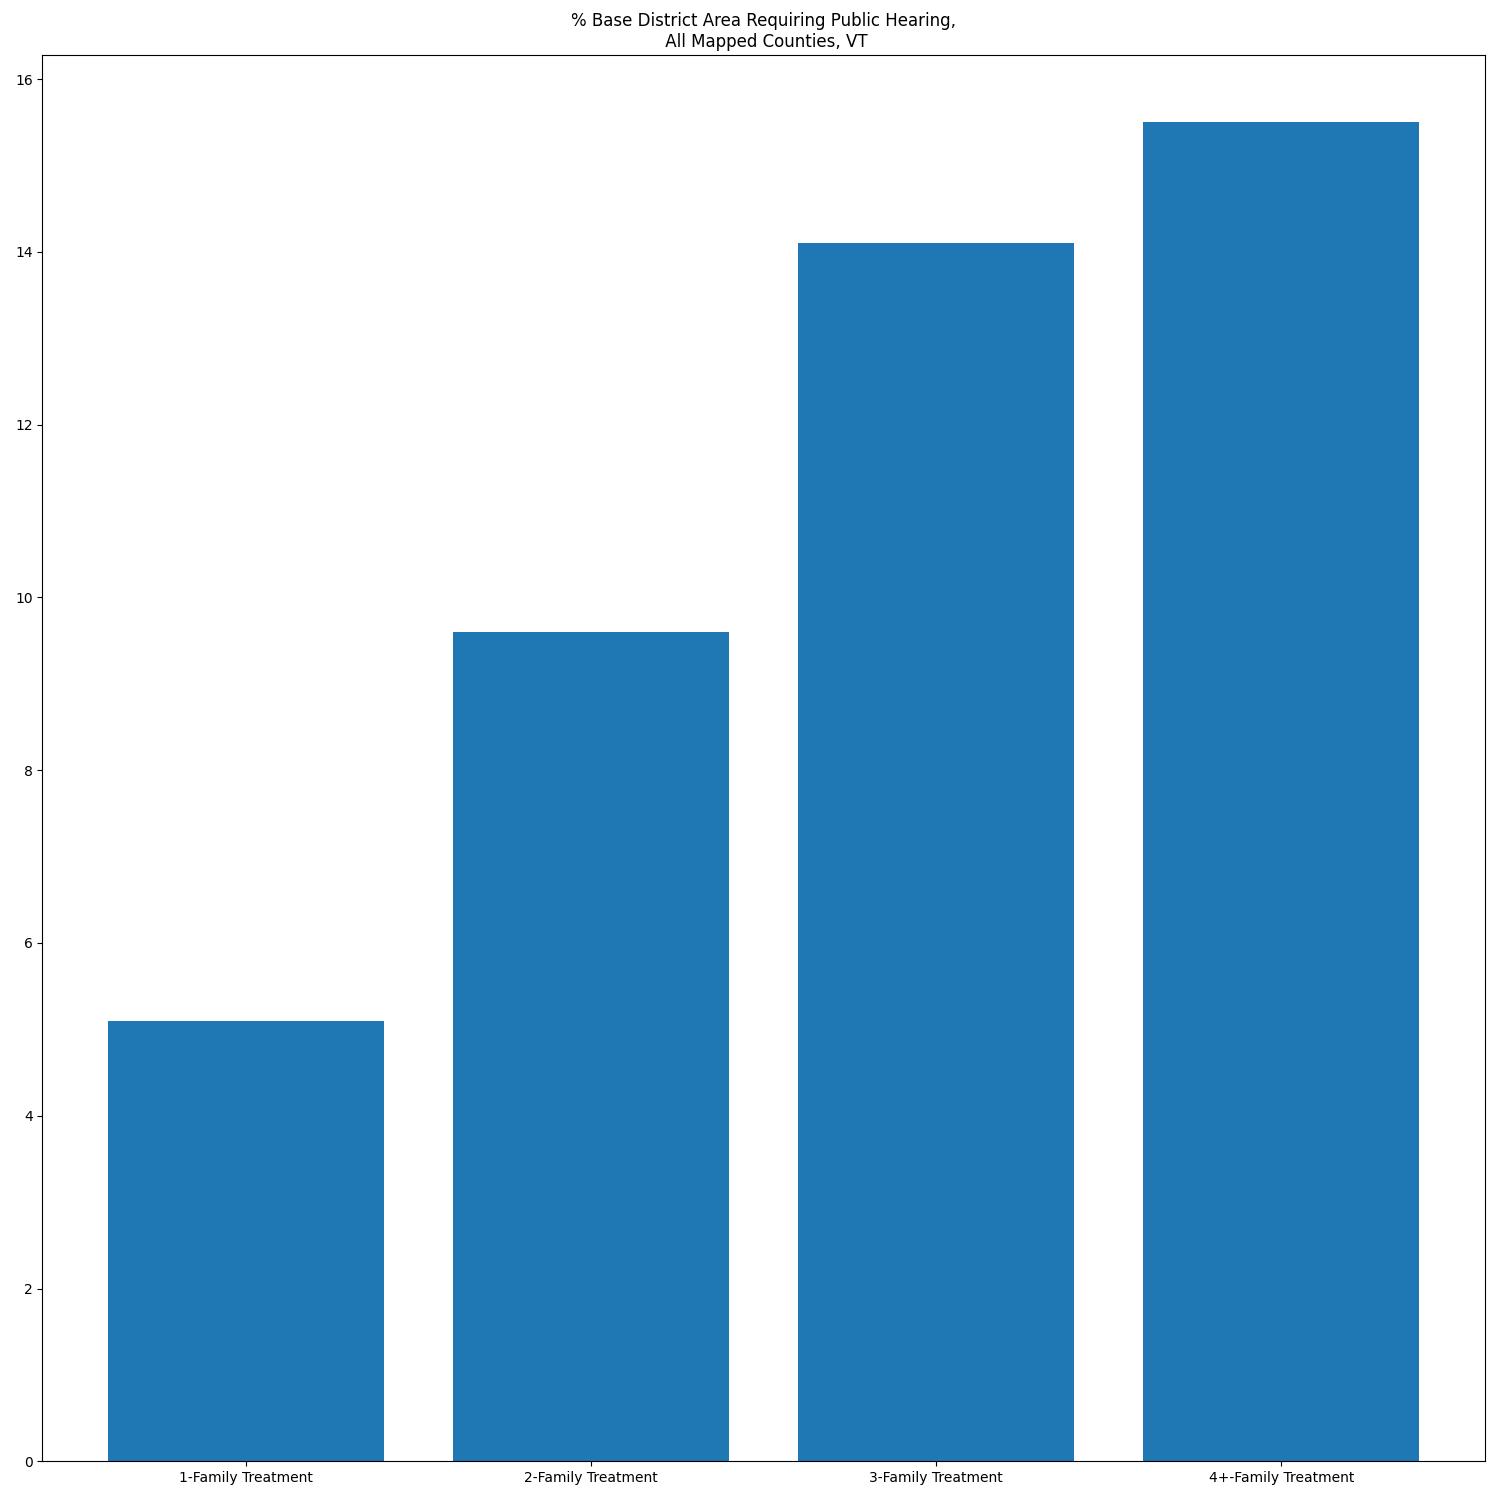 % Base District Area Requiring Public Hearing,
All Mapped Counties, VT
16
14
12
10
8
6
4
2
0
1-Family Treatment
2-Family Treatment
3-Family Treatment
4+-Family Treatment